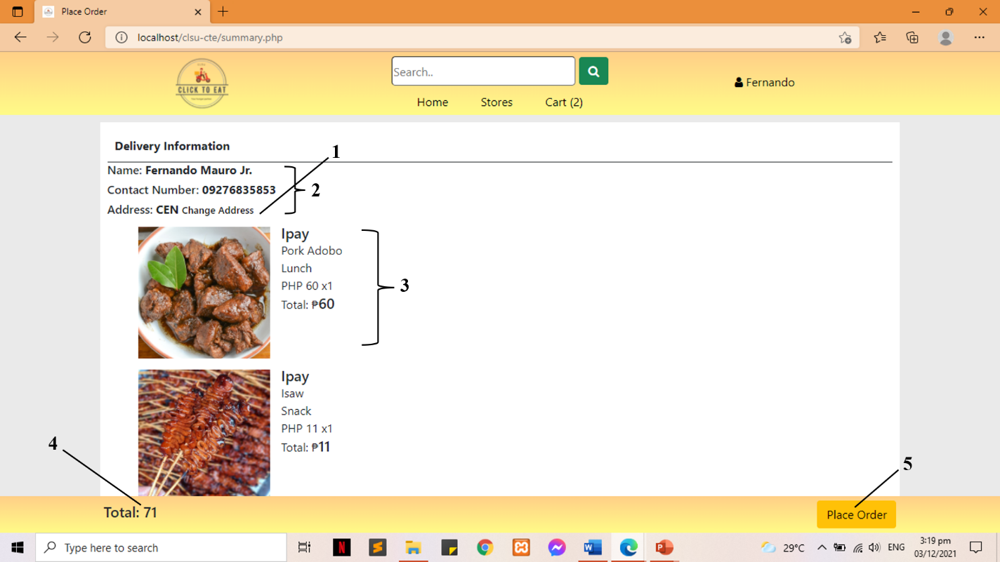 Place Order
localhost/clsu-cte/summary.php
CLICK TO EAT
Search..
Fernando
Home Stores Cart (2)
Delivery Information
1
Name: Fernando Mauro Jr.
Contact Number: 09276835853
2
Address: CEN Change Address
Ipay
Pork Adobo
Lunch
PHP 60 x1
Total: ₱60
3
Ipay
Isaw
Snack
PHP 11 x1
Total: ₱11
4
5
Total: 71
Place Order
Type here to search
29°C
ENG
3:19 pm
03/12/2021